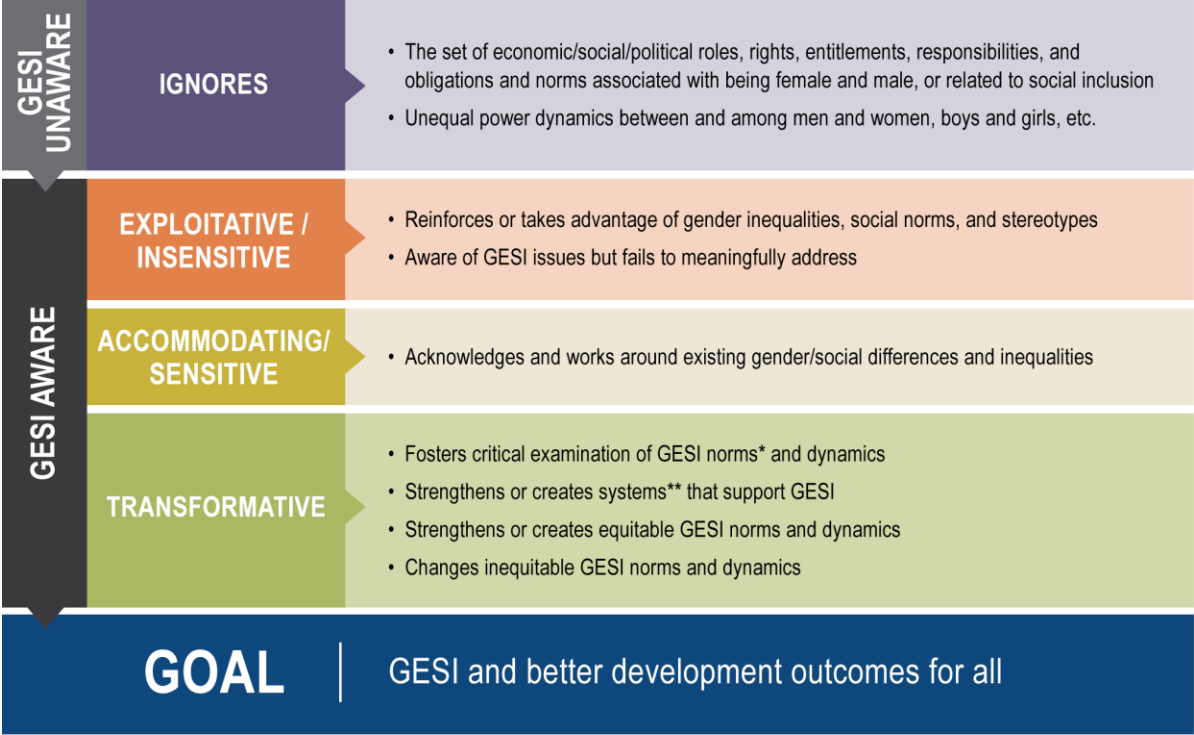 GESI
UNAWARE
IGNORES
• The set of economic/social/political roles, rights, entitlements, responsibilities, and
obligations and norms associated with being female and male, or related to social inclusion
• Unequal power dynamics between and among men and women, boys and girls, etc.
GESI AWARE
EXPLOITATIVE /
INSENSITIVE
• Reinforces or takes advantage of gender inequalities, social norms, and stereotypes
• Aware of GESI issues but fails to meaningfully address
ACCOMMODATING/
SENSITIVE
• Acknowledges and works around existing gender/social differences and inequalities
TRANSFORMATIVE
• Fosters critical examination of GESI norms* and dynamics
• Strengthens or creates systems** that support GESI
• Strengthens or creates equitable GESI norms and dynamics
• Changes inequitable GESI norms and dynamics
GOAL
GESI and better development outcomes for all